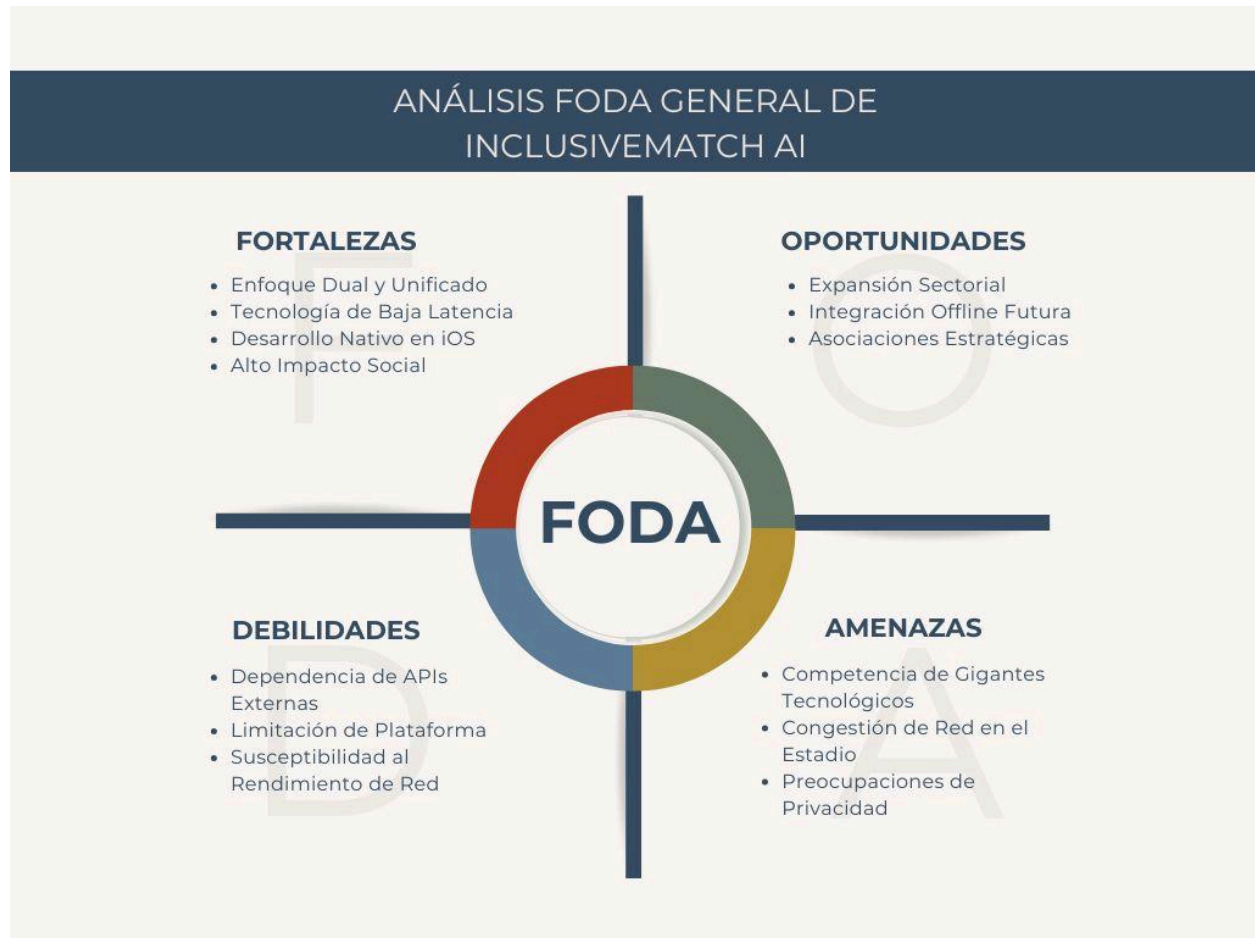 ANÁLISIS FODA GENERAL DE
INCLUSIVEMATCH AI
FORTALEZAS
• Enfoque Dual y Unificado
• Tecnología de Baja Latencia
• Desarrollo Nativo en iOS
• Alto Impacto Social
F
OPORTUNIDADES
• Expansión Sectorial
• Integración Offline Futura
• Asociaciones Estratégicas
O
FODA
DEBILIDADES
• Dependencia de APIs
Externas
• Limitación de Plataforma
• Susceptibilidad al
Rendimiento de Red
D
AMENAZAS
• Competencia de Gigantes
Tecnológicos
• Congestión de Red en el
Estadio
• Preocupaciones de
Privacidad
A